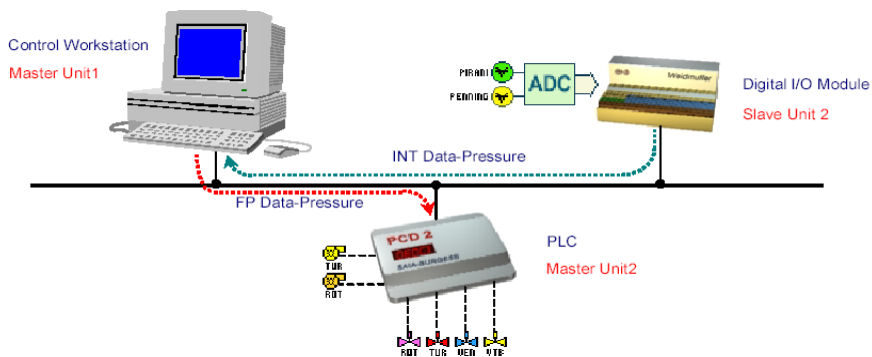 Control Workstation
Master Unit1
PIRANI
PENNING
ADC
Weidmuller
Digital I/O Module
Slave Unit 2
INT Data-Pressure
FP Data-Pressure
PCD 2
SAIA-BURGESS
PLC
Master Unit2
TUR
ROT
ROT TUR VEN VTR